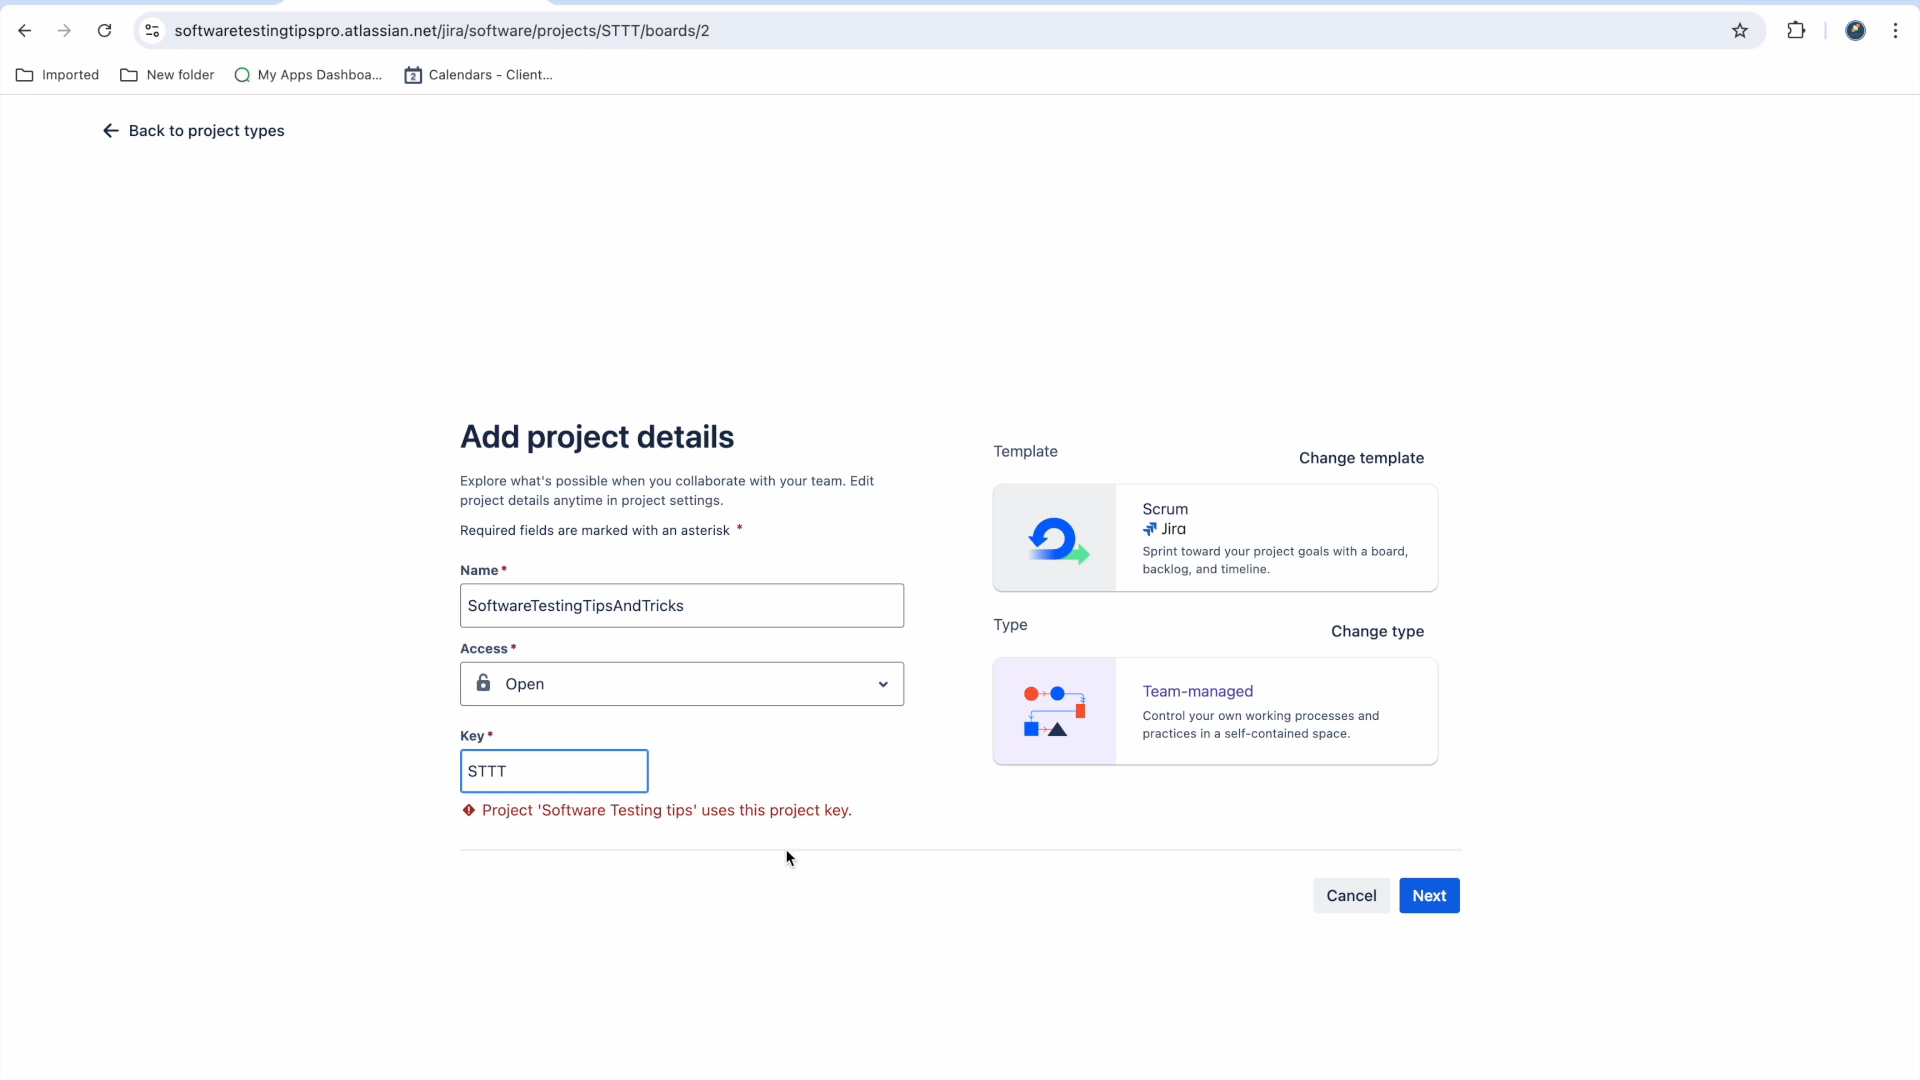 softwaretestingtipspro.atlassian.net/jira/software/projects/STTT/boards/2
Imported
New folder
My Apps Dashboa...
2
Calendars - Client...
Back to project types
Add project details
Explore what's possible when you collaborate with your team. Edit
project details anytime in project settings.
Required fields are marked with an asterisk *
Name *
SoftwareTestingTipsAndTricks
Access *
Open
Key *
STTT
Project 'Software Testing tips' uses this project key.
Template
Change template
Scrum
Jira
Sprint toward your project goals with a board,
backlog, and timeline.
Type
Change type
Team-managed
Control your own working processes and
practices in a self-contained space.
Cancel
Next